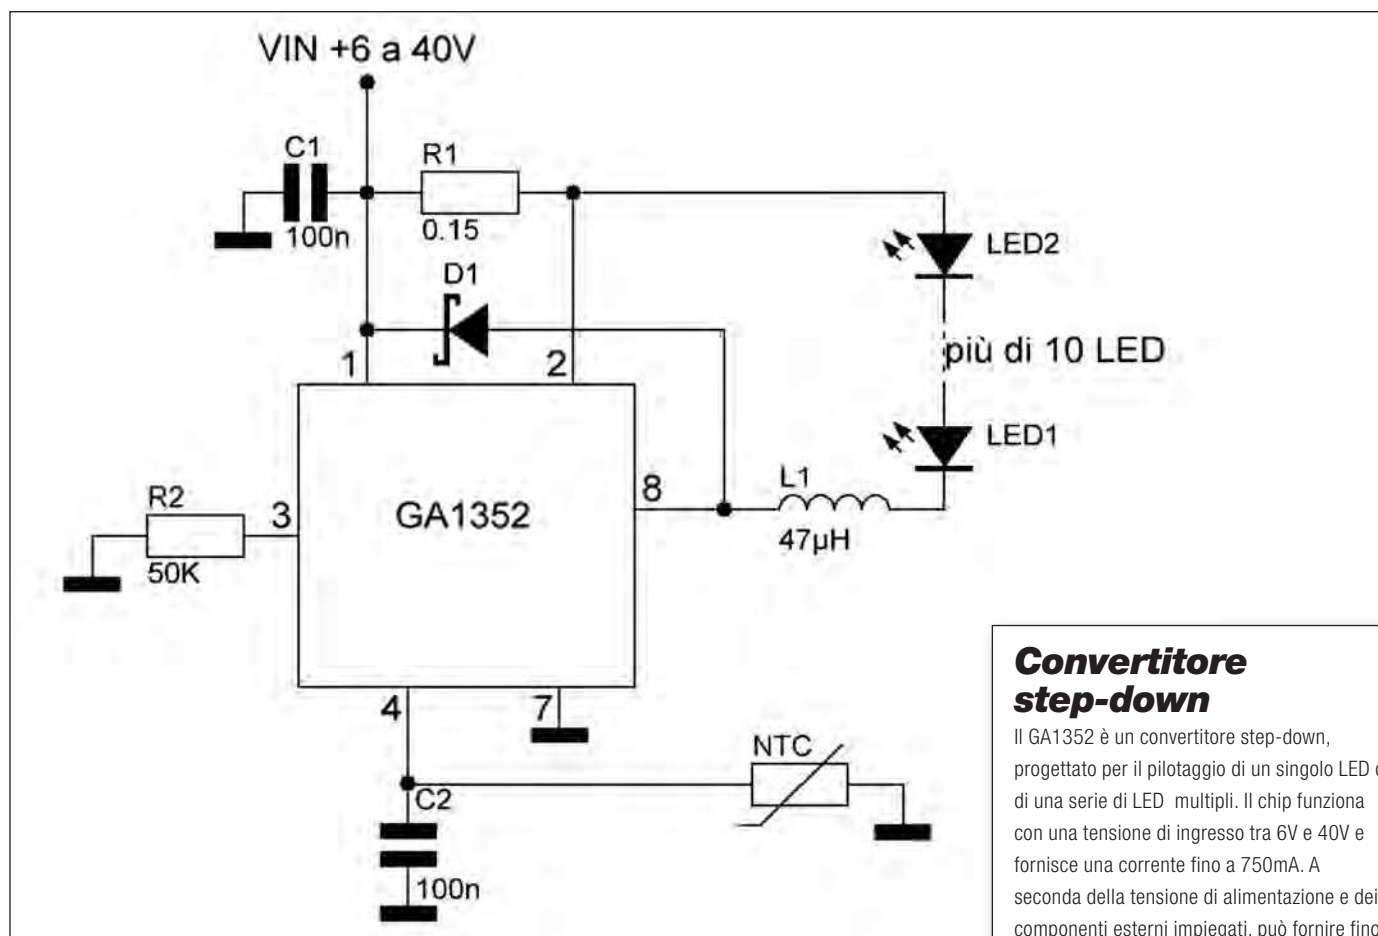 VIN +6 a 40V
C1
100n
R1
0.15
D1
LED2
più di 10 LED
LED1
1
2
R2
50K
3
GA1352
8
L1
47µH
4
7
NTC
C2
100n
Convertitore
step-down
Il GA1352 è un convertitore step-down,
progettato per il pilotaggio di un singolo LED
di una serie di LED multipli. Il chip funziona
con una tensione di ingresso tra 6V e 40V e
fornisce una corrente fino a 750mA. A
seconda della tensione di alimentazione e dei
componenti esterni impiegati, può fornire fino